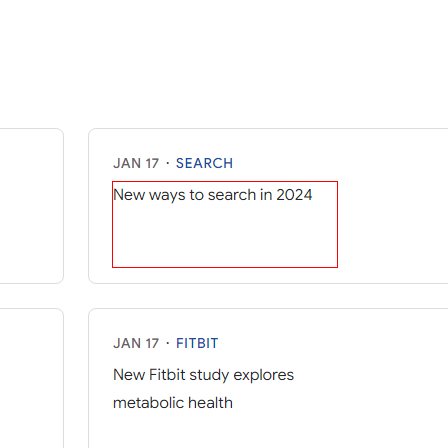 JAN 17 · SEARCH
New ways to search in 2024
JAN 17 · FITBIT
New Fitbit study explores
metabolic health